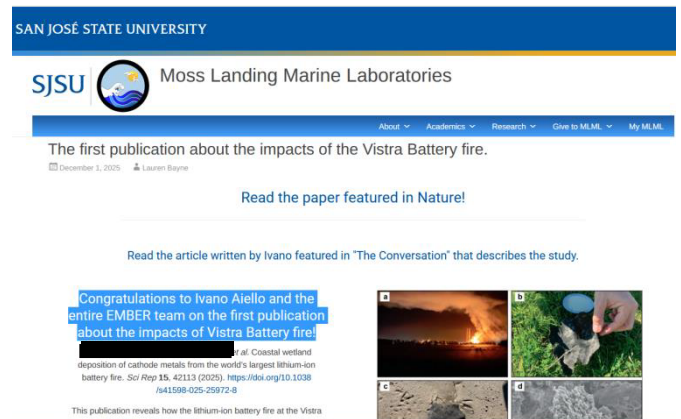 SAN JOSÉ STATE UNIVERSITY
SJSU
Moss Landing Marine Laboratories
About Academics Research Give to MLML My MLML
The first publication about the impacts of the Vistra Battery fire.
December 1, 2025 Lauren Bayne
Read the paper featured in Nature!
Read the article written by Ivano featured in "The Conversation" that describes the study.
Congratulations to Ivano Aiello and the
entire EMBER team on the first publication
about the impacts of Vistra Battery fire!
et al. Coastal wetland
deposition of cathode metals from the world's largest lithium-ion
battery fire. Sci Rep 15, 42113 (2025). https://doi.org/10.1038
/s41598-025-25972-8
This publication reveals how the lithium-ion battery fire at the Vistra
a
b
c
d